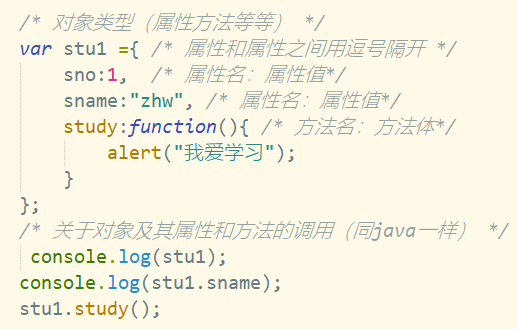 /* 对象类型（属性方法等等） */
var stu1 ={ /* 属性和属性之间用逗号隔开 */
    sno:1,  /* 属性名：属性值*/
    sname:"zhw", /* 属性名：属性值*/
    study:function(){ /* 方法名：方法体*/
        alert("我爱学习");
    }
};
/* 关于对象及其属性和方法的调用（同java一样） */
 console.log(stu1);
console.log(stu1.sname);
stu1.study();